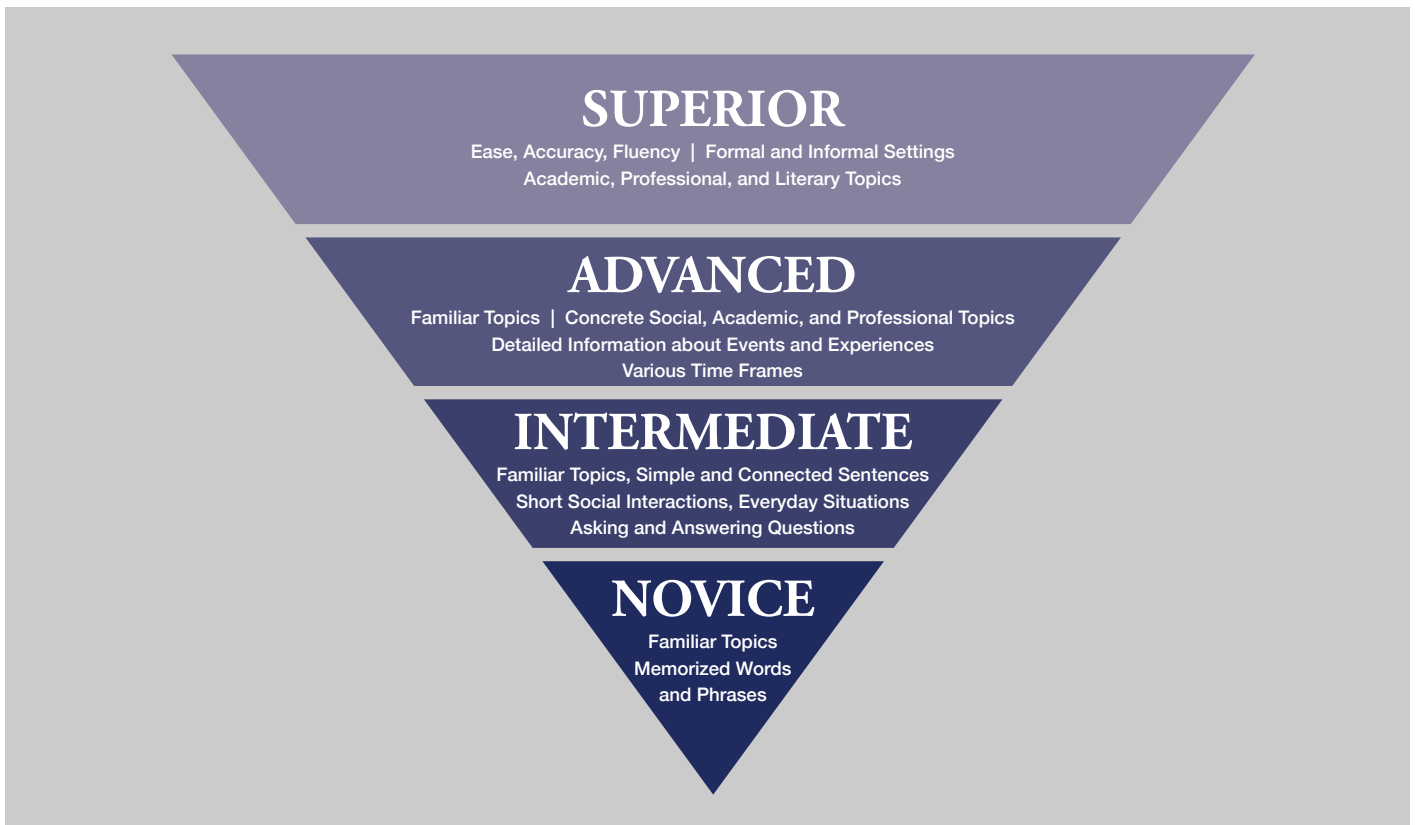 SUPERIOR
Ease, Accuracy, Fluency | Formal and Informal Settings
Academic, Professional, and Literary Topics
ADVANCED
Familiar Topics | Concrete Social, Academic, and Professional Topics
Detailed Information about Events and Experiences
Various Time Frames
INTERMEDIATE
Familiar Topics, Simple and Connected Sentences
Short Social Interactions, Everyday Situations
Asking and Answering Questions
NOVICE
Familiar Topics
Memorized Words
and Phrases